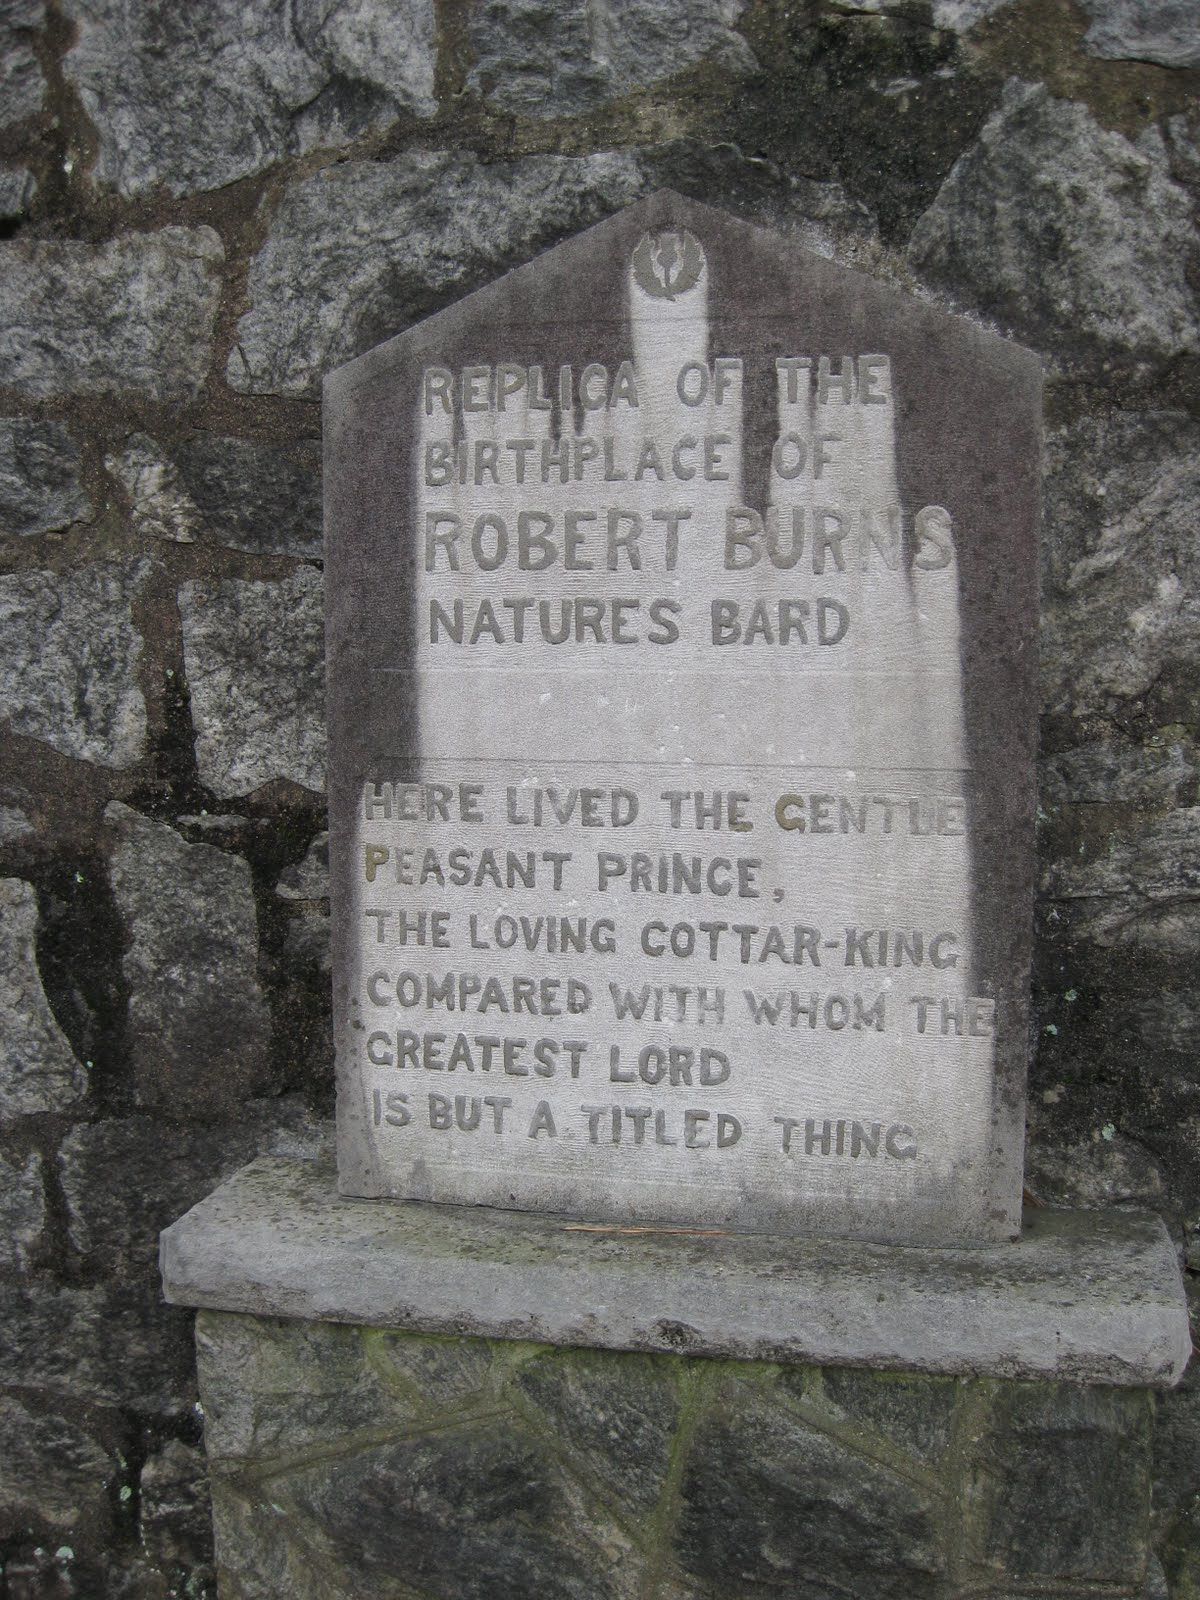 REPLICA OF THE
BIRTHPLACE OF
ROBERT BURNS
NATURES BARD
HERE LIVED THE GENTLE
PEASANT PRINCE,
THE LOVING COTTAR-KING
COMPARED WITH WHOM THE
GREATEST LORD
IS BUT A TITLED THING